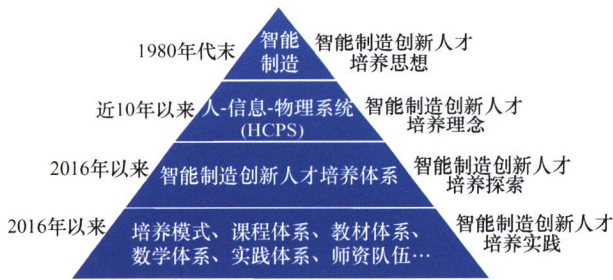 1980年代末
智能
制造
智能制造创新人才
培养思想
近10年以来
人-信息-物理系统
(HCPS)
智能制造创新人才
培养理念
2016年以来
智能制造创新人才培养体系
智能制造创新人才
培养探索
2016年以来
培养模式、课程体系、教材体系、
数学体系、实践体系、师资队伍…
智能制造创新人才
培养实践